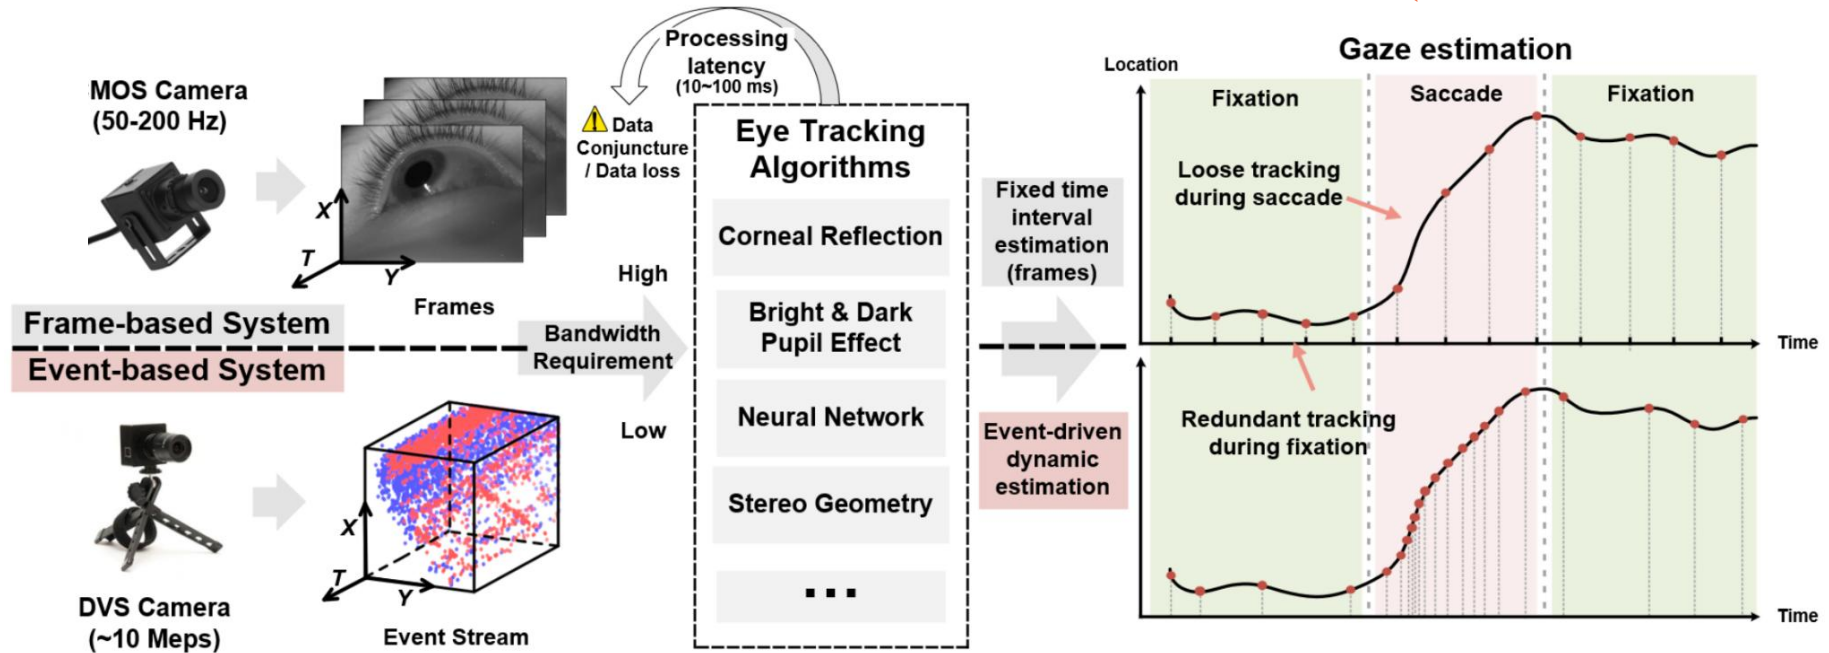 MOS Camera
(50-200 Hz)
X
T
Y
Frames
Processing
latency
(10~100 ms)
Data
Conjuncture
/ Data loss
Frame-based System
Event-based System
High
Bandwidth
Requirement
Low
DVS Camera
(~10 Meps)
X
T
Y
Event Stream
Eye Tracking
Algorithms
Corneal Reflection
Bright & Dark
Pupil Effect
Neural Network
Stereo Geometry
...
Fixed time
interval
estimation
(frames)
Event-driven
dynamic
estimation
Gaze estimation
Location
Fixation
Saccade
Fixation
Loose tracking
during saccade
Time
Redundant tracking
during fixation
Time